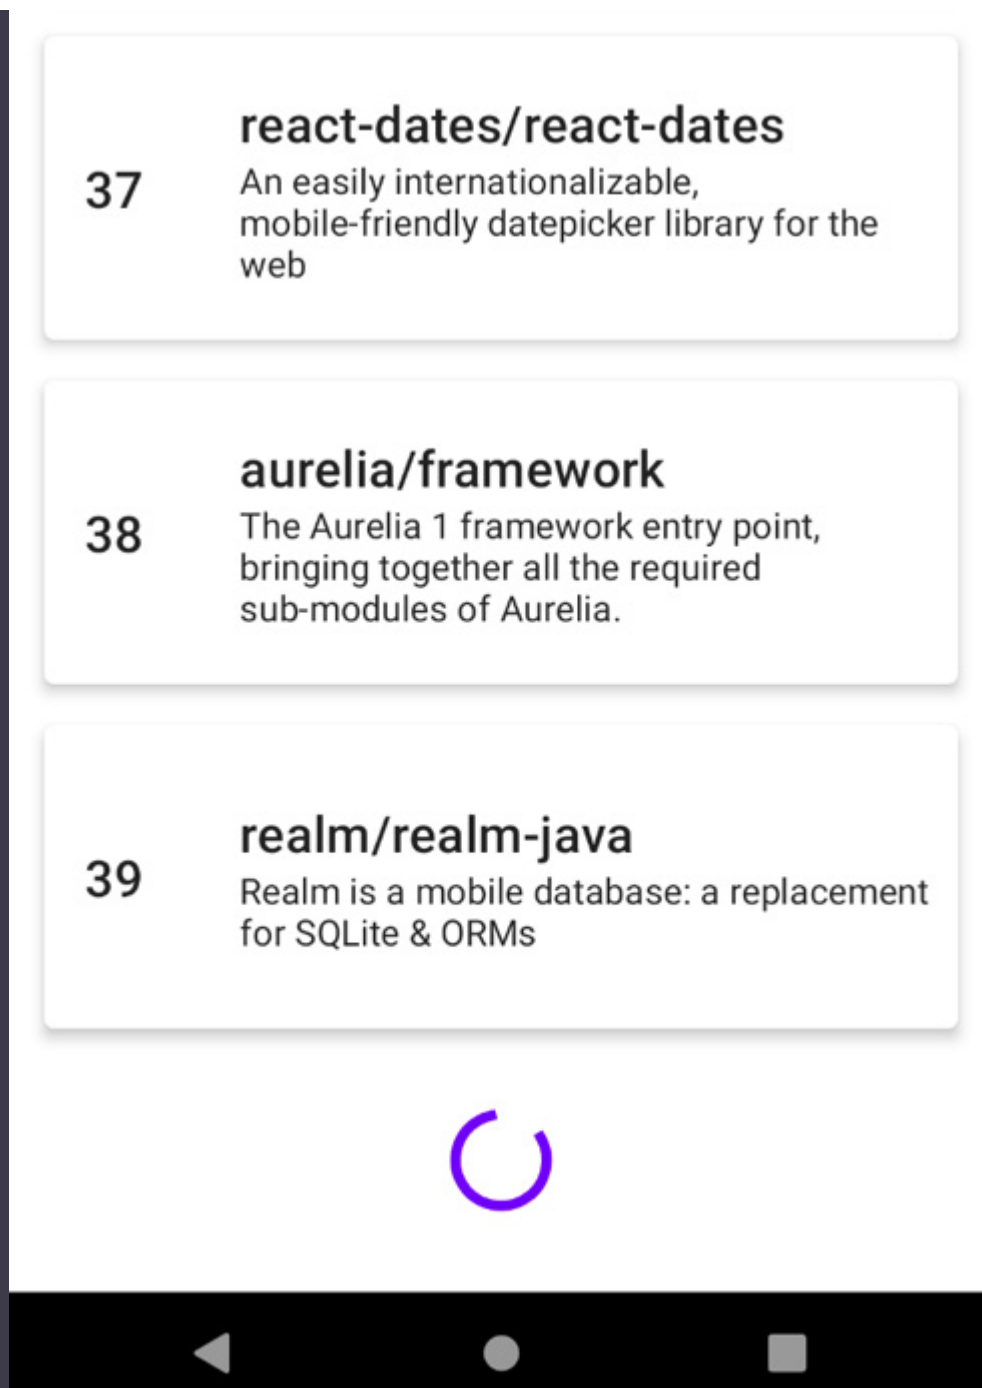 37
react-dates/react-dates
An easily internationalizable,
mobile-friendly datepicker library for the
web
38
aurelia/framework
The Aurelia 1 framework entry point,
bringing together all the required
sub-modules of Aurelia.
39
realm/realm-java
Realm is a mobile database: a replacement
for SQLite & ORMs